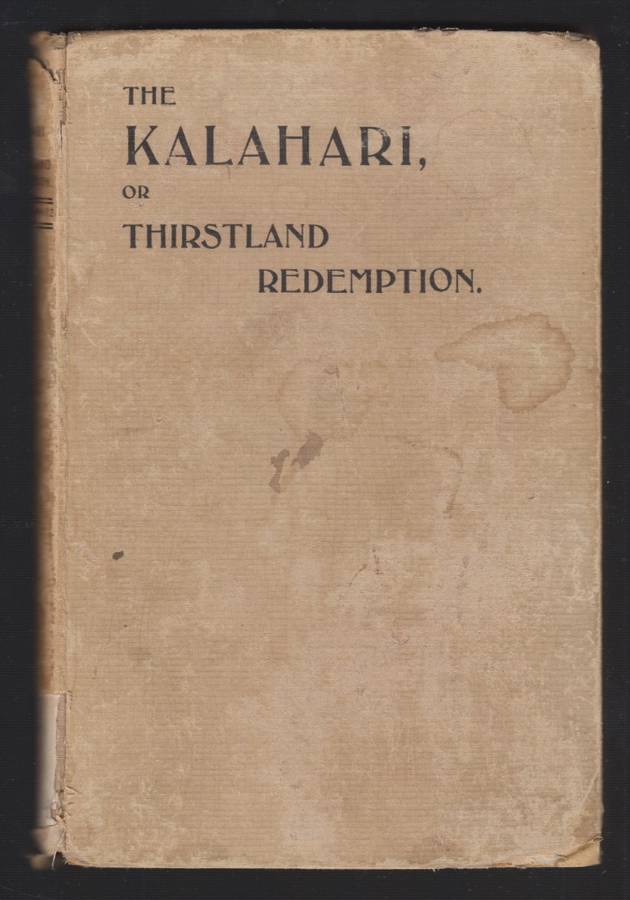 THE
KALAHARI,
OR
THIRSTLAND
REDEMPTION.